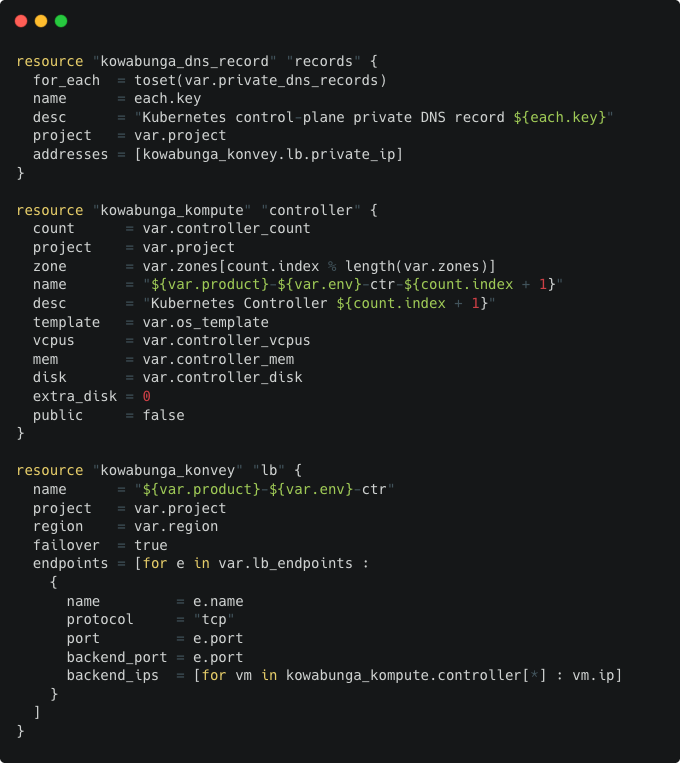 resource "kowabunga_dns_record" "records" {
  for_each  = toset(var.private_dns_records)
  name      = each.key
  desc      = "Kubernetes control-plane private DNS record ${each.key}"
  project   = var.project
  addresses = [kowabunga_konvey.lb.private_ip]
}

resource "kowabunga_kompute" "controller" {
  count      = var.controller_count
  project    = var.project
  zone       = var.zones[count.index % length(var.zones)]
  name       = "${var.product}-${var.env}-ctr-${count.index + 1}"
  desc       = "Kubernetes Controller ${count.index + 1}"
  template   = var.os_template
  vcpus      = var.controller_vcpus
  mem        = var.controller_mem
  disk       = var.controller_disk
  extra_disk = 0
  public     = false
}

resource "kowabunga_konvey" "lb" {
  name      = "${var.product}-${var.env}-ctr"
  project   = var.project
  region    = var.region
  failover  = true
  endpoints = [for e in var.lb_endpoints :
    {
      name         = e.name
      protocol     = "tcp"
      port         = e.port
      backend_port = e.port
      backend_ips  = [for vm in kowabunga_kompute.controller[*] : vm.ip]
    }
  ]
}